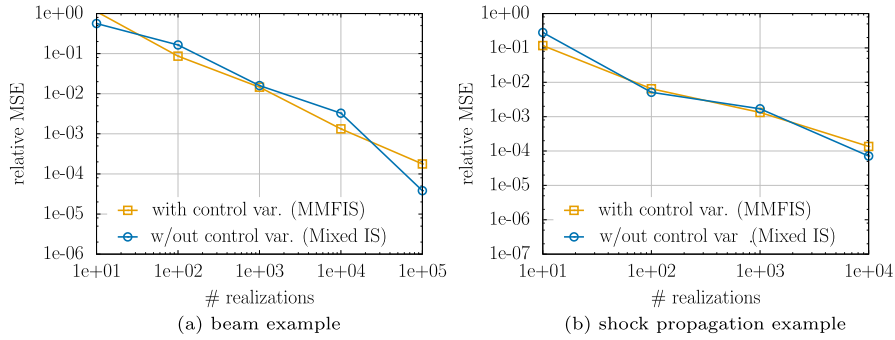 1e+00
1e-01
1e-02
1e-03
1e-04
1e-05
1e-06
relative MSE
with control var. (MMFIS)
w/out control var. (Mixed IS)
1e+01 1e+02 1e+03 1e+04 1e+05
# realizations
(a) beam example
1e+00
1e-01
1e-02
1e-03
1e-04
1e-05
1e-06
1e-07
relative MSE
with control var. (MMFIS)
w/out control var .(Mixed IS)
1e+01 1e+02 1e+03 1e+04
# realizations
(b) shock propagation example